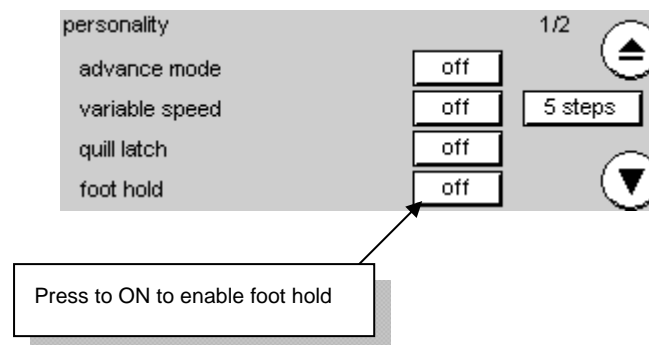 personality 1/2
advance mode off
variable speed off 5 steps
quill latch off
foot hold off
Press to ON to enable foot hold